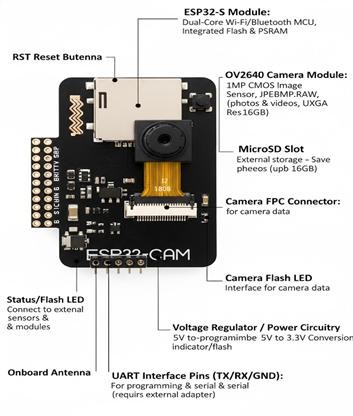 ESP32-S Module:
Dual-Core Wi-Fi/Bluetooth MCU,
Integrated Flash & PSRAM
RST Reset Butenna
OV2640 Camera Module:
1MP CMOS Image
Sensor, JPEBMP.RAW,
(photos & videos, UXGA
Res 16GB)
MicroSD Slot
External storage – Save
pheeos (upb 16GB)
Camera FPC Connector:
for camera data
ESP32-CAM
Camera Flash LED
Interface for camera data
Status/Flash LED
Connect to extenal
sensors &
& modules
Voltage Regulator / Power Circuitry
5V to-programimbe 5V to 3.3V Conversion
indicator/flash
Onboard Antenna
UART Interface Pins (TX/RX/GND):
For programming & serial & serial
(requirs external adapter)